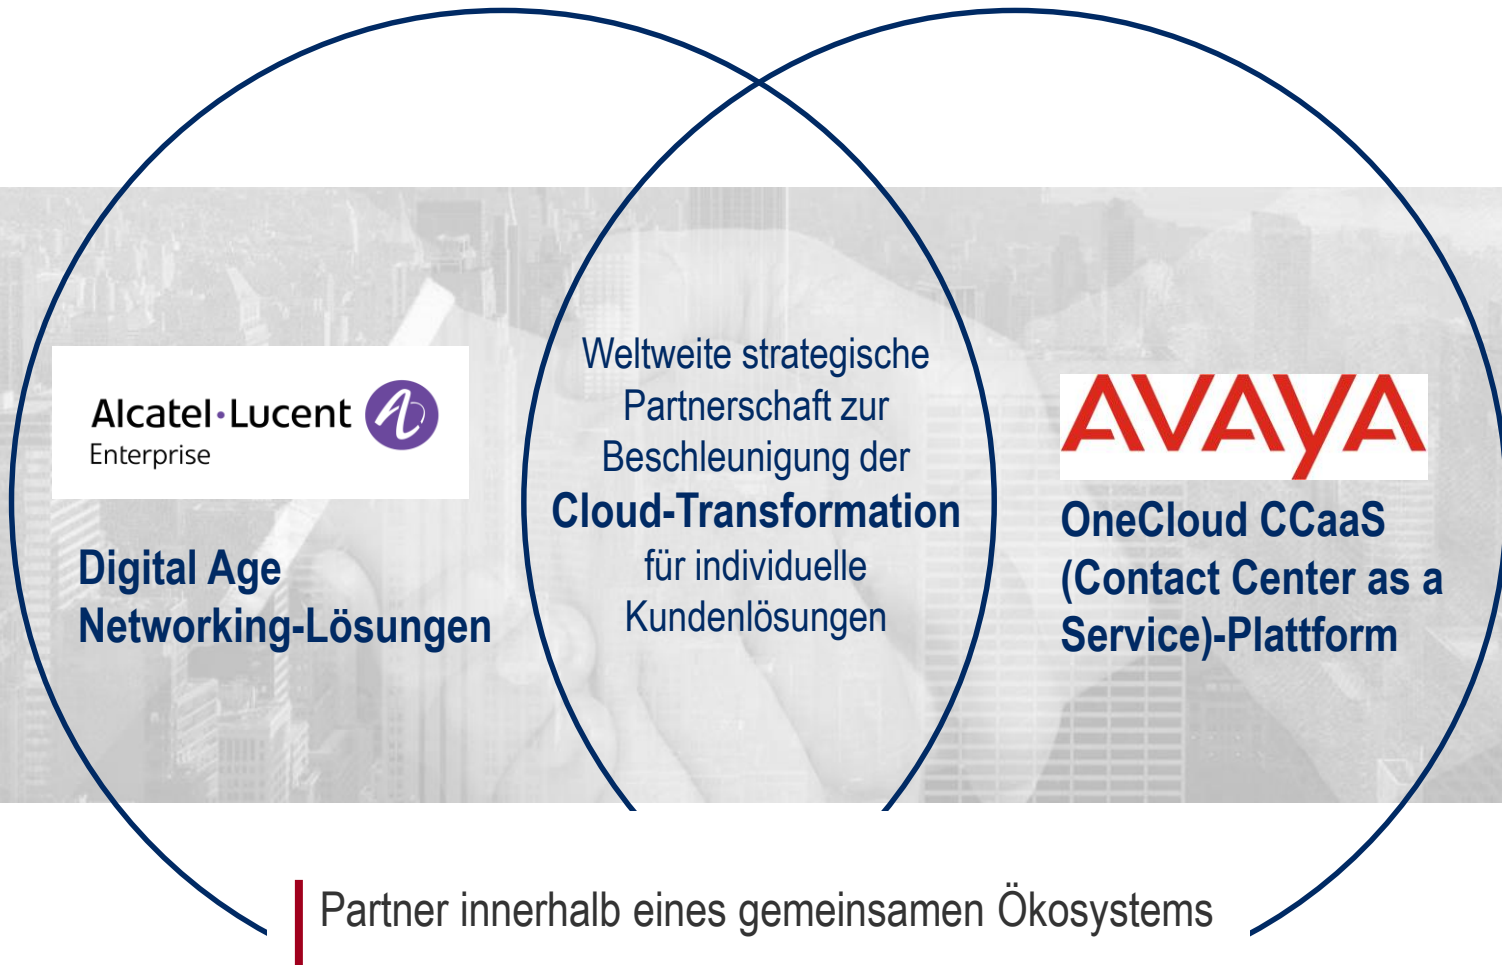 Alcatel·Lucent
Enterprise
Digital Age
Networking-Lösungen
Weltweite strategische
Partnerschaft zur
Beschleunigung der
Cloud-Transformation
für individuelle
Kundenlösungen
AVAYA
OneCloud CCaaS
(Contact Center as a
Service)-Plattform
Partner innerhalb eines gemeinsamen Ökosystems